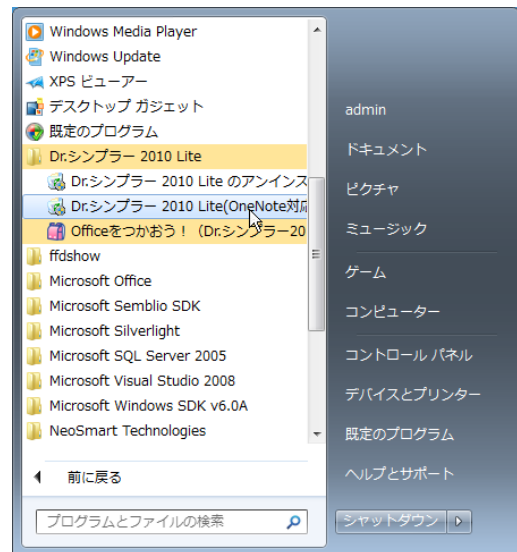 Windows Media Player
Windows Update
XPS ビューアー
デスクトップ ガジェット
既定のプログラム
Dr.シンプラー 2010 Lite
Dr.シンプラー 2010 Lite のアンインス
Dr.シンプラー 2010 Lite(OneNote対応
Officeをつかおう！（Dr.シンプラー20
ffdshow
Microsoft Office
Microsoft Semblio SDK
Microsoft Silverlight
Microsoft SQL Server 2005
Microsoft Visual Studio 2008
Microsoft Windows SDK v6.0A
NeoSmart Technologies
前に戻る
プログラムとファイルの検索
admin
ドキュメント
ピクチャ
ミュージック
ゲーム
コンピューター
コントロール パネル
デバイスとプリンター
既定のプログラム
ヘルプとサポート
シャットダウン